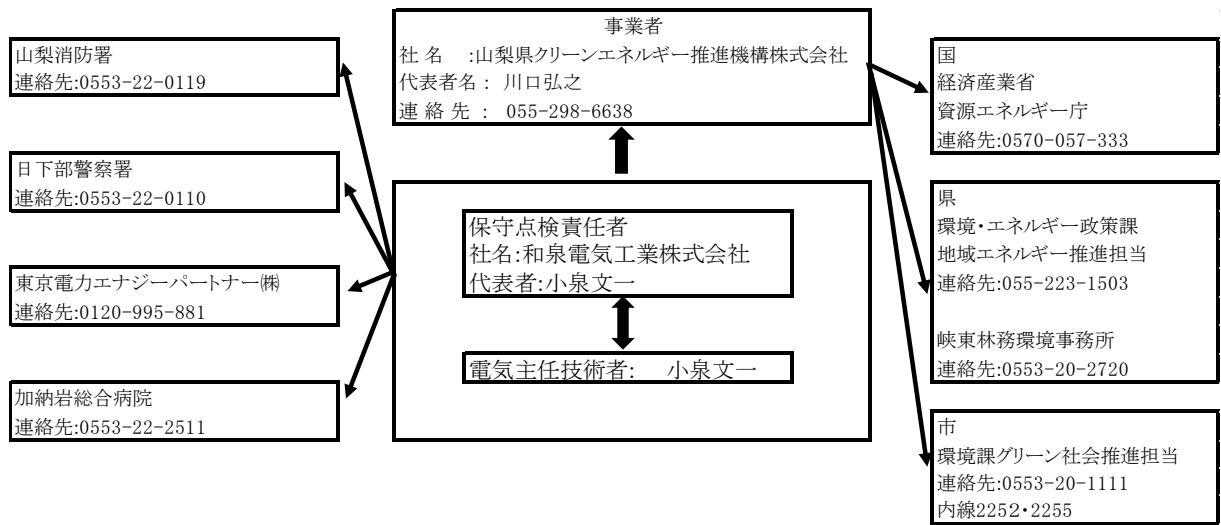 山梨消防署
連絡先:0553-22-0119
日下部警察署
連絡先:0553-22-0110
東京電力エナジーパートナー㈱
連絡先:0120-995-881
加納岩総合病院
連絡先:0553-22-2511
事業者
社 名　:山梨県クリーンエネルギー推進機構株式会社
代表者名： 川口弘之
連 絡 先 ： 055-298-6638
保守点検責任者
社名:和泉電気工業株式会社
代表者:小泉文一
電気主任技術者:　小泉文一
国
経済産業省
資源エネルギー庁
連絡先:0570-057-333
県
環境・エネルギー政策課
地域エネルギー推進担当
連絡先:055-223-1503
峡東林務環境事務所
連絡先:0553-20-2720
市
環境課グリーン社会推進担当
連絡先:0553-20-1111
内線2252・2255